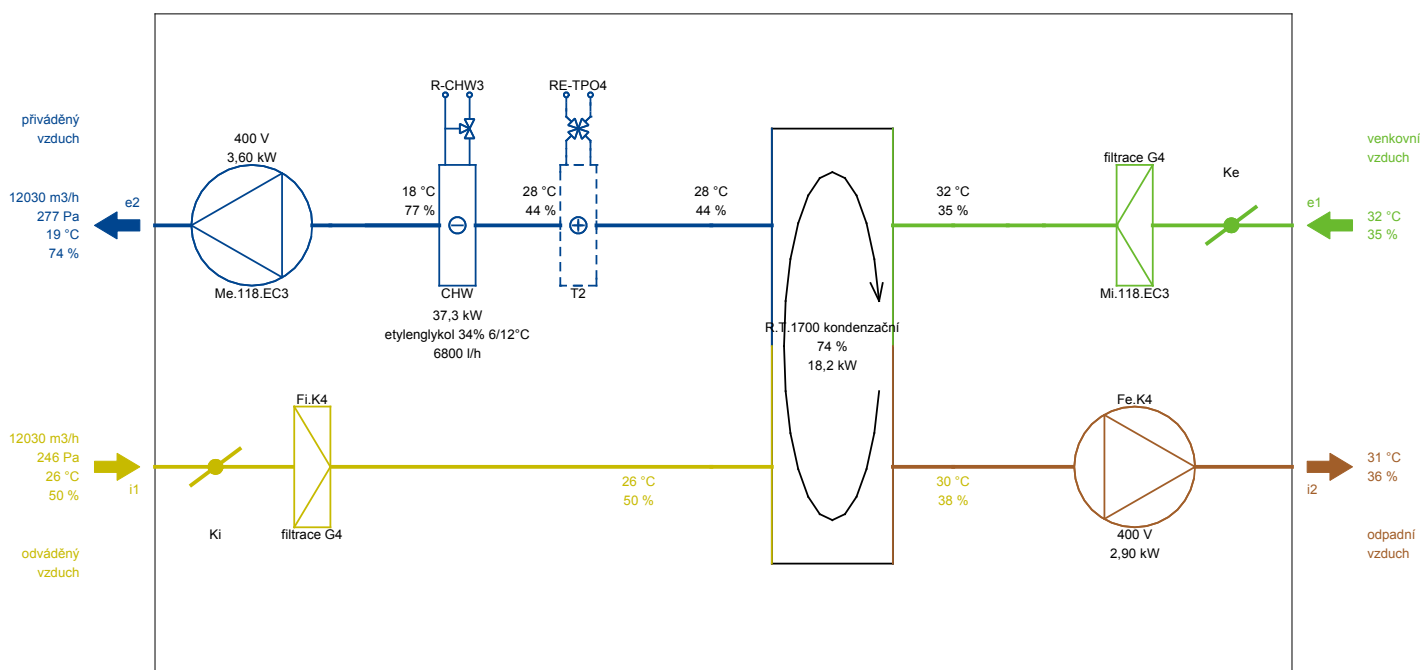 R-CHW3
RE-TPO4
přiváděný
vzduch
400 V
3,60 kW
venkovní
vzduch
filtrace G4
Ke
12030 m3/h
277 Pa
19 °C
74 %
e2
18 °C
77 %
28 °C
44 %
28 °C
44 %
32 °C
35 %
e1
32 °C
35 %
Me.118.EC3
CHW
T2
Mi.118.EC3
37,3 kW
etylenglykol 34% 6/12°C
6800 l/h
R.T.1700 kondenzační
74 %
18,2 kW
Fi.K4
Fe.K4
12030 m3/h
246 Pa
26 °C
50 %
i1
26 °C
50 %
30 °C
38 %
31 °C
36 %
i2
Ki
filtrace G4
400 V
2,90 kW
odváděný
vzduch
odpadní
vzduch